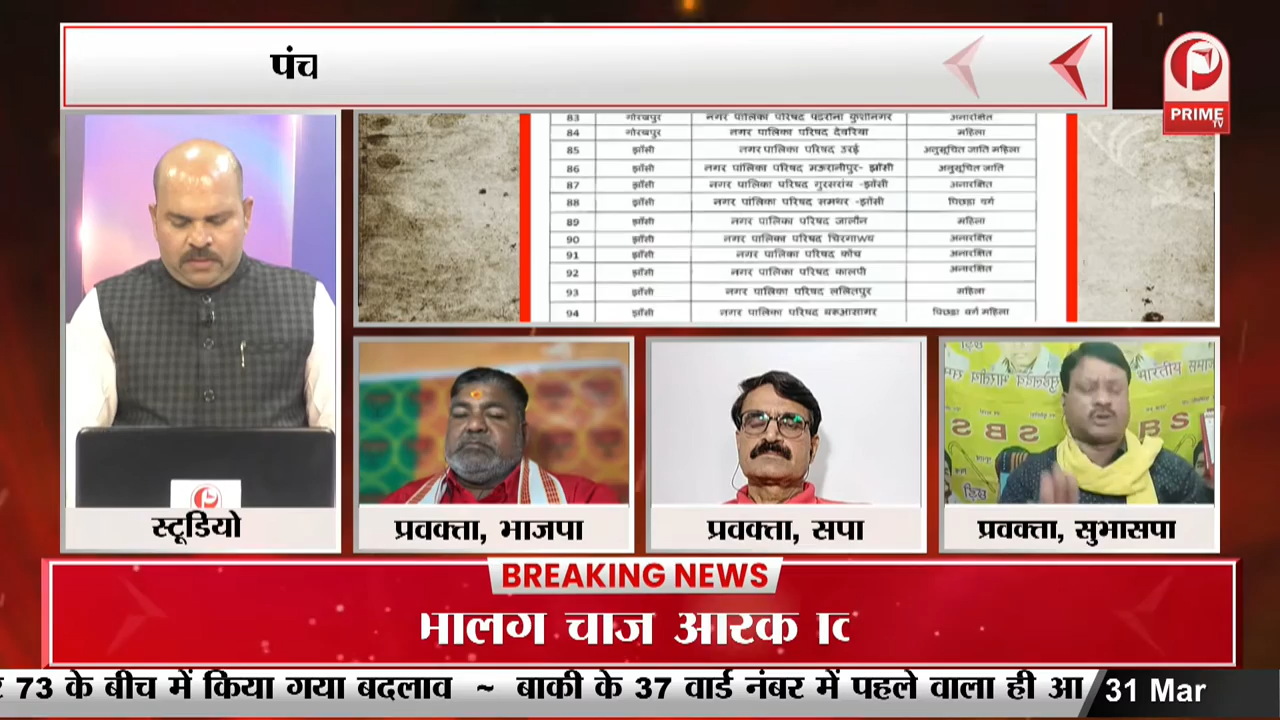 पंच
PRIME
TV
83 गोरखपुर नगर पालिका परिषद पडरौना कुशीनगर अनारक्षित
84 गोरखपुर नगर पालिका परिषद देवरिया महिला
85 झाँसी नगर पालिका परिषद उरई अनुसूचित जाति महिला
86 झाँसी नगर पालिका परिषद मऊरानीपुर- झाँसी अनुसूचित जाति
87 झाँसी नगर पालिका परिषद गुरसरांय -झाँसी अनारक्षित
88 झाँसी नगर पालिका परिषद समथर -झाँसी पिछडा वर्ग
89 झाँसी नगर पालिका परिषद जालौन महिला
90 झाँसी नगर पालिका परिषद अनारक्षित
91 झाँसी नगर पालिका परिषद कोंच अनारक्षित
92 झाँसी नगर पालिका परिषद कालपी अनारक्षित
93 झाँसी नगर पालिका परिषद ललितपुर महिला
94 झाँसी नगर पालिका परिषद बरूआसागर पिछडा वर्ग महिला
SBS
स्टूडियो
प्रवक्ता, भाजपा
प्रवक्ता, सपा
प्रवक्ता, सुभासपा
BREAKING NEWS
73 के बीच में किया गया बदलाव ~ बाकी के 37 वार्ड नंबर में पहले वाला ही आ
31 Mar